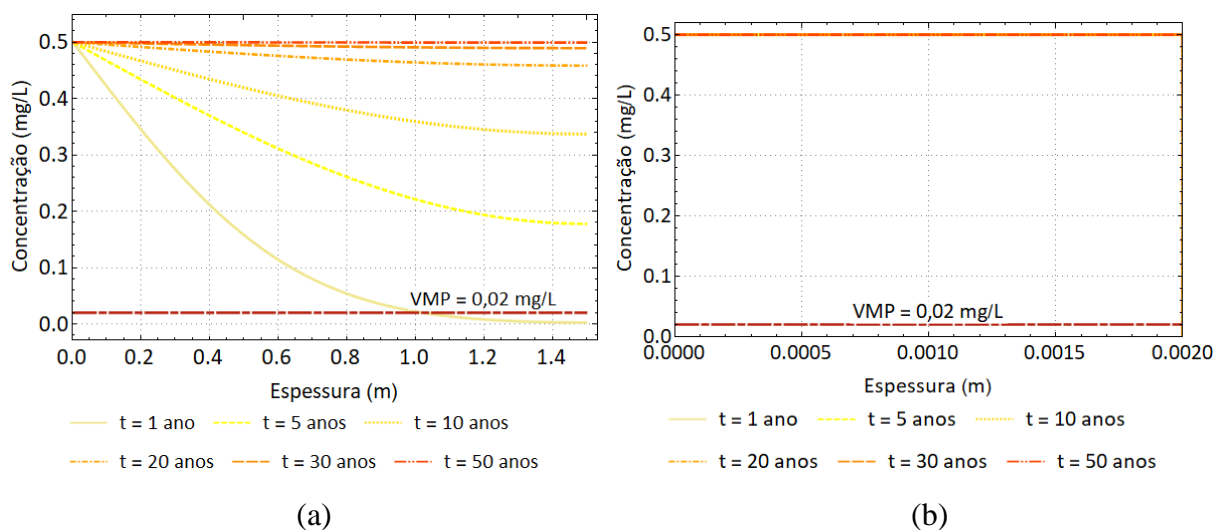 0.5
0.4
0.3
0.2
0.1
0.0
Concentração (mg/L)
VMP = 0,02 mg/L
0.0 0.2 0.4 0.6 0.8 1.0 1.2 1.4
Espessura (m)
t = 1 ano t = 5 anos t = 10 anos
t = 20 anos t = 30 anos t = 50 anos
(a)
0.5
0.4
0.3
0.2
0.1
0.0
Concentração (mg/L)
VMP = 0,02 mg/L
0.0000 0.0005 0.0010 0.0015 0.0020
Espessura (m)
t = 1 ano t = 5 anos t = 10 anos
t = 20 anos t = 30 anos t = 50 anos
(b)